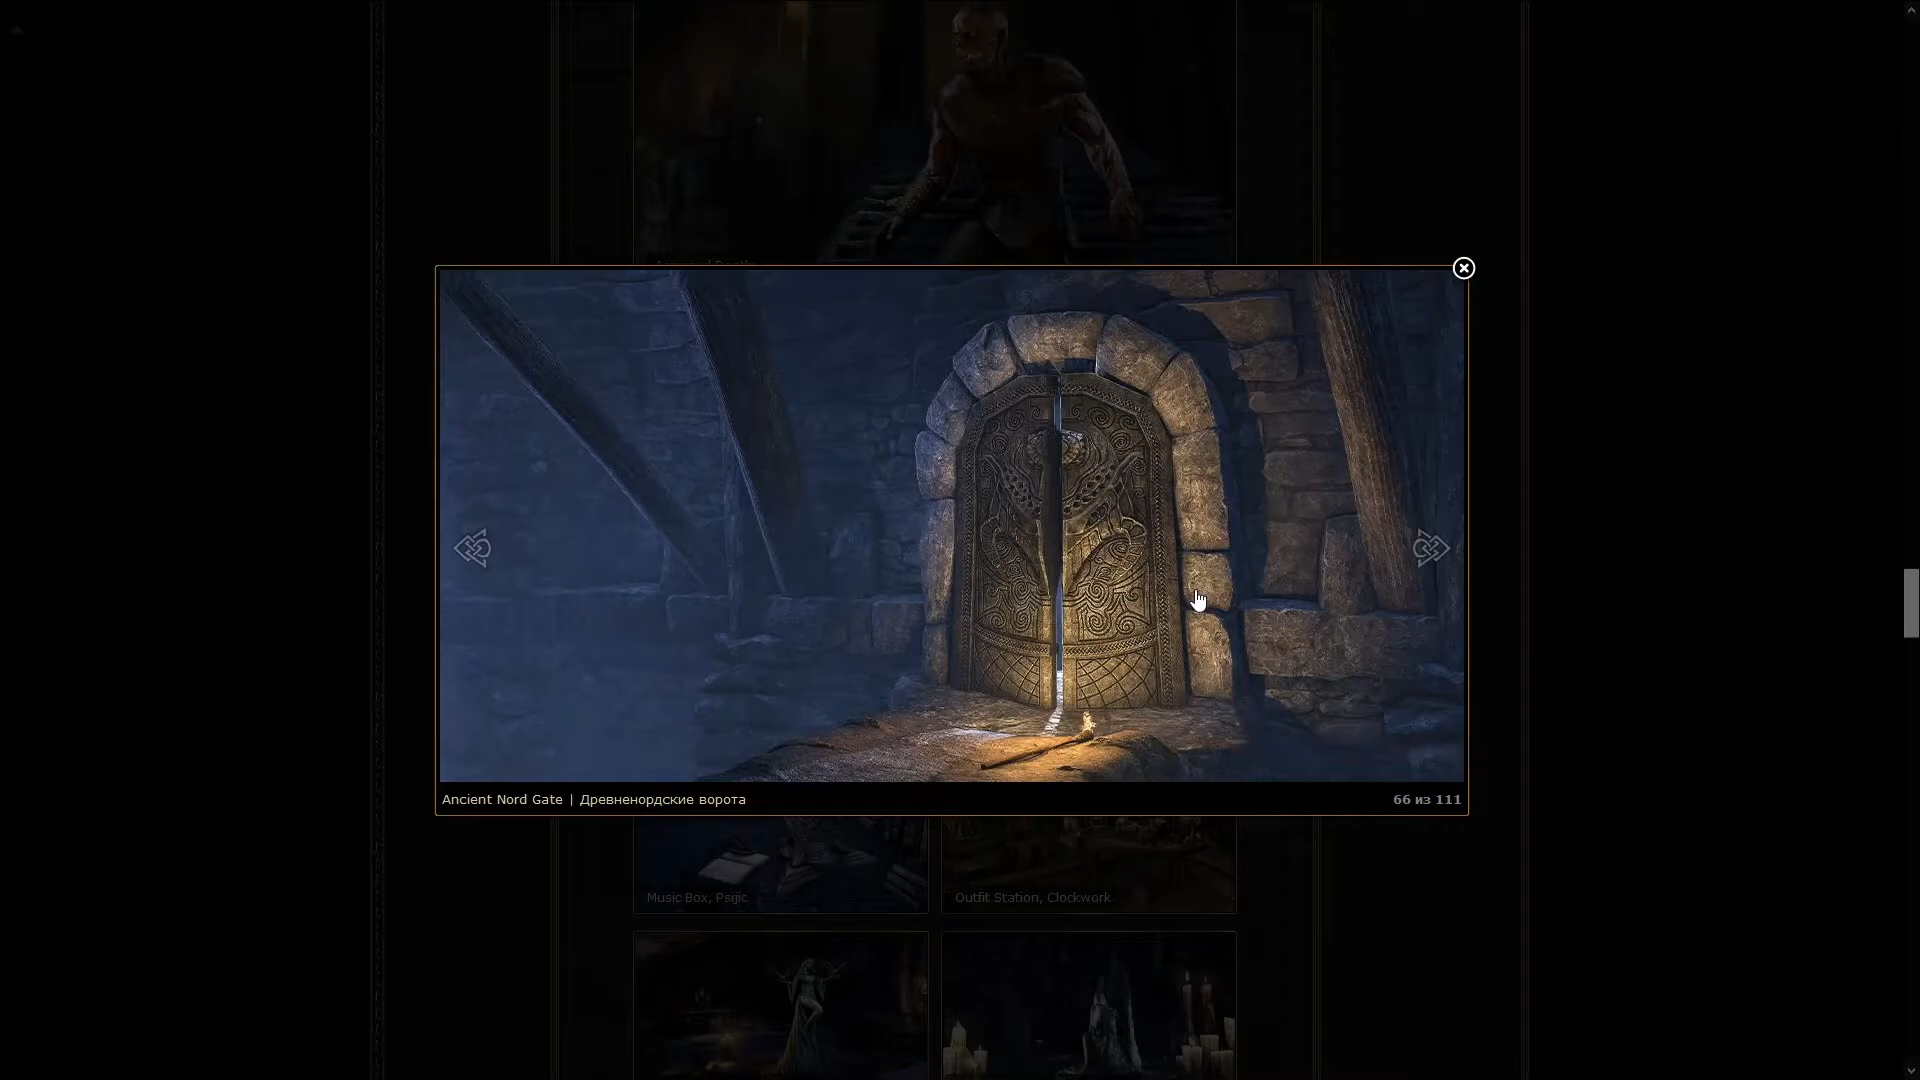 Ancient Nord Gate | Древненордские ворота
66 из 111
Music Box, Psijic
Outfit Station, Clockwork